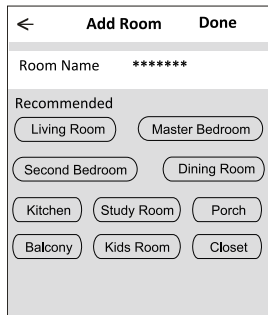 Add Room Done
Room Name *******
Recommended
Living Room Master Bedroom
Second Bedroom Dining Room
Kitchen Study Room Porch
Balcony Kids Room Closet